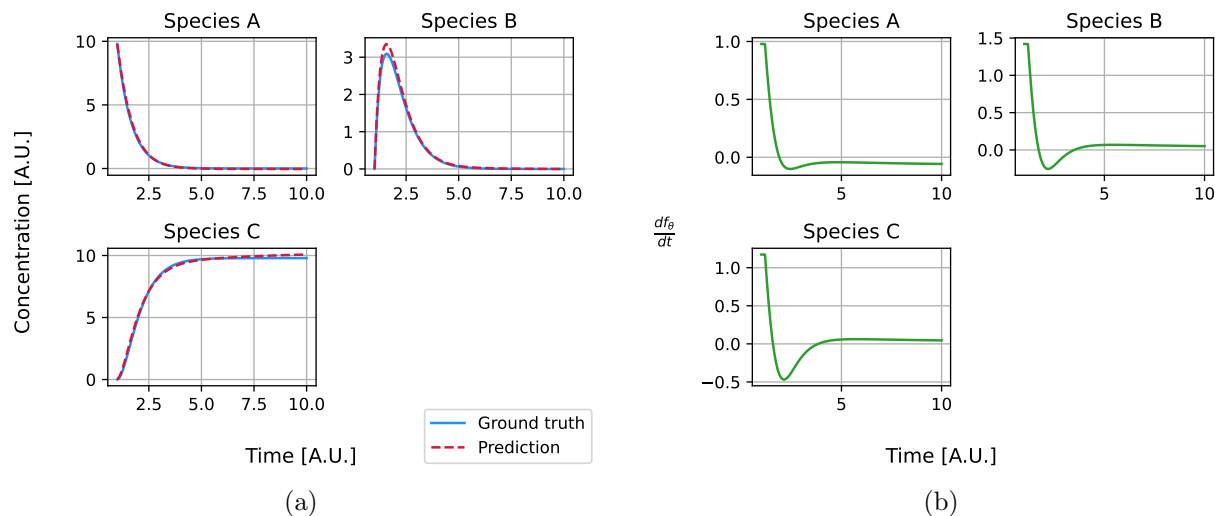 Species A
Species B
10
5
0
2.5 5.0 7.5 10.0
3
2
1
0
2.5 5.0 7.5 10.0
Species C
10
5
0
2.5 5.0 7.5 10.0
Concentration [A.U.]
Time [A.U.]
Ground truth
Prediction
(a)
Species A
Species B
1.0
0.5
0.0
5 10
1.5
1.0
0.5
0.0
5 10
Species C
1.0
0.5
0.0
−0.5
5 10
df_θ
dt
Time [A.U.]
(b)